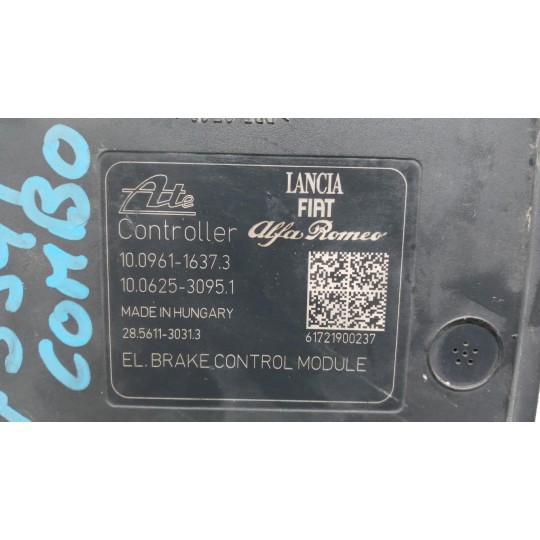 Ate
LANCIA
FIAT
Alfa Romeo
Controller
10.0961-1637.3
10.0625-3095.1
MADE IN HUNGARY
28.5611-3031.3
61721900237
EL. BRAKE CONTROL MODULE
COMBO